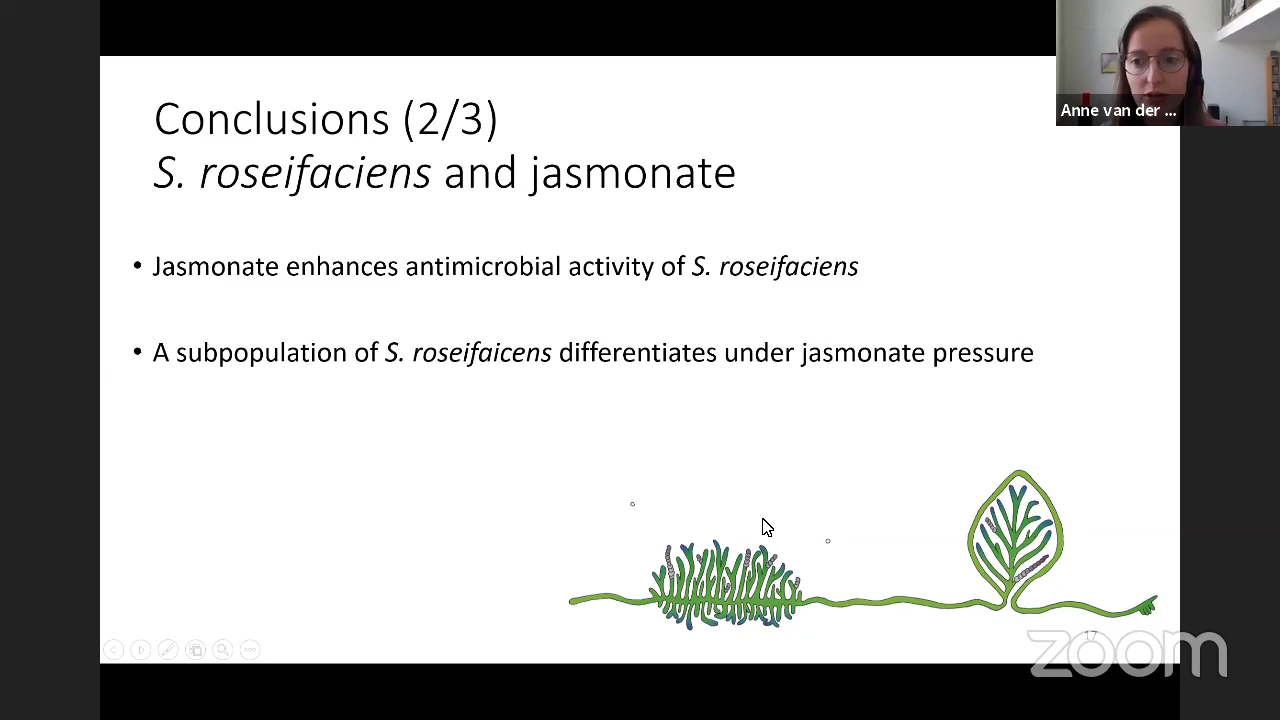 Anne van der ...
Conclusions (2/3)
S. roseifaciens and jasmonate
• Jasmonate enhances antimicrobial activity of S. roseifaciens
• A subpopulation of S. roseifaicens differentiates under jasmonate pressure
17
zoom